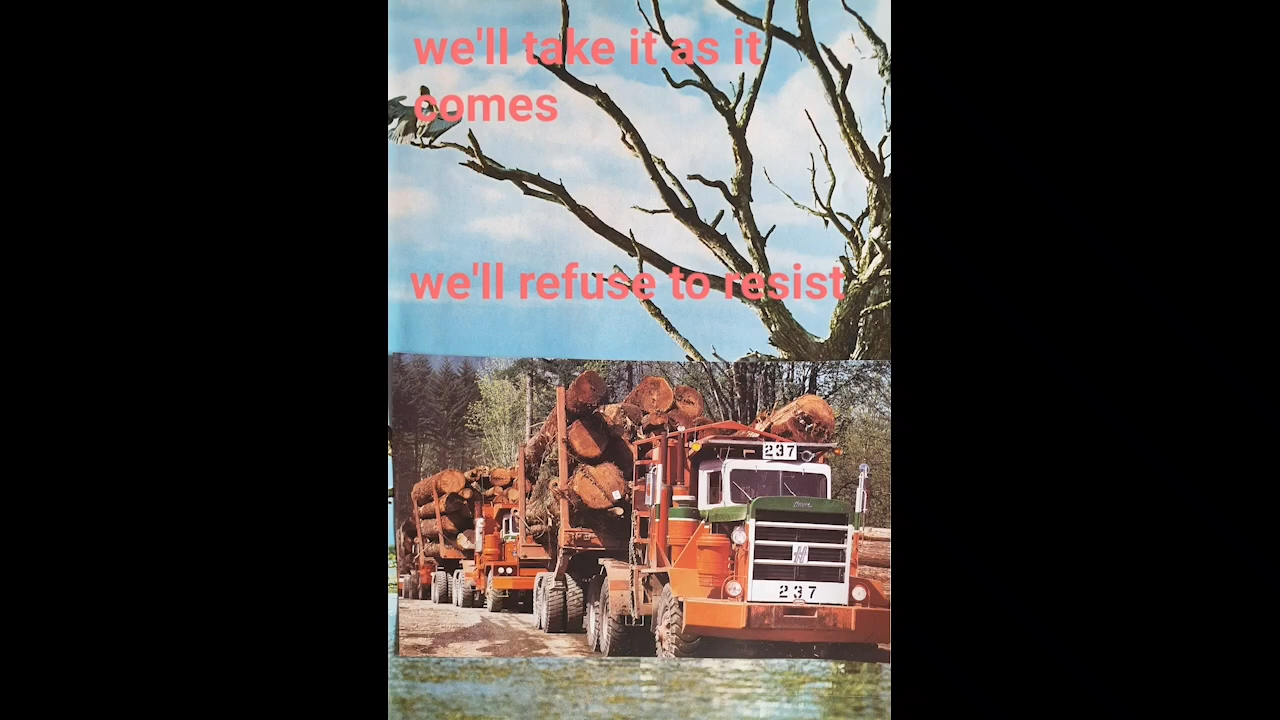 we'll take it as it
comes
we'll refuse to resist
237
237